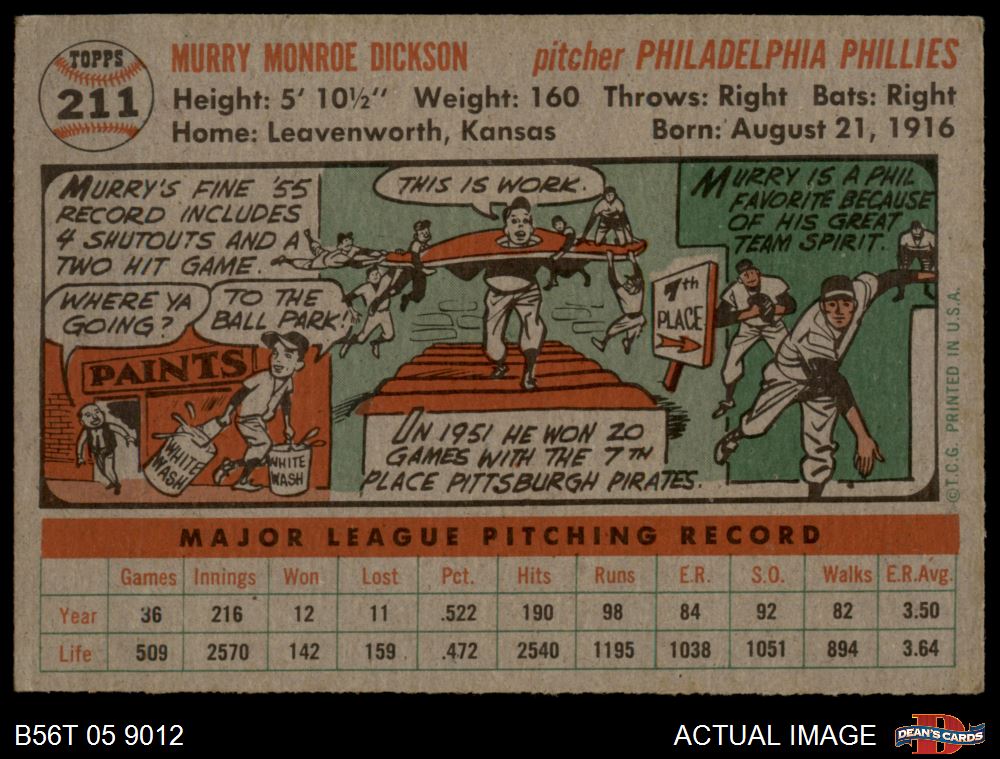 TOPPS
211
MURRY MONROE DICKSON pitcher PHILADELPHIA PHILLIES
Height: 5' 10½" Weight: 160 Throws: Right Bats: Right
Home: Leavenworth, Kansas Born: August 21, 1916
MURRY'S FINE '55
RECORD INCLUDES
4 SHUTOUTS AND A
TWO HIT GAME.
WHERE YA
GOING?
TO THE
BALL PARK!
PAINTS
WHITE
WASH
WHITE
WASH
THIS IS WORK.
IN 1951 HE WON 20
GAMES WITH THE 7TH
PLACE PITTSBURGH PIRATES.
7th
PLACE
MURRY IS A PHIL
FAVORITE BECAUSE
OF HIS GREAT
TEAM SPIRIT.
©T.C.G. PRINTED IN U.S.A.
MAJOR LEAGUE PITCHING RECORD
Games Innings Won Lost Pct. Hits Runs E.R. S.O. Walks E.R.Avg.
Year 36 216 12 11 .522 190 98 84 92 82 3.50
Life 509 2570 142 159 .472 2540 1195 1038 1051 894 3.64
B56T 05 9012 ACTUAL IMAGE DEAN'S CARDS